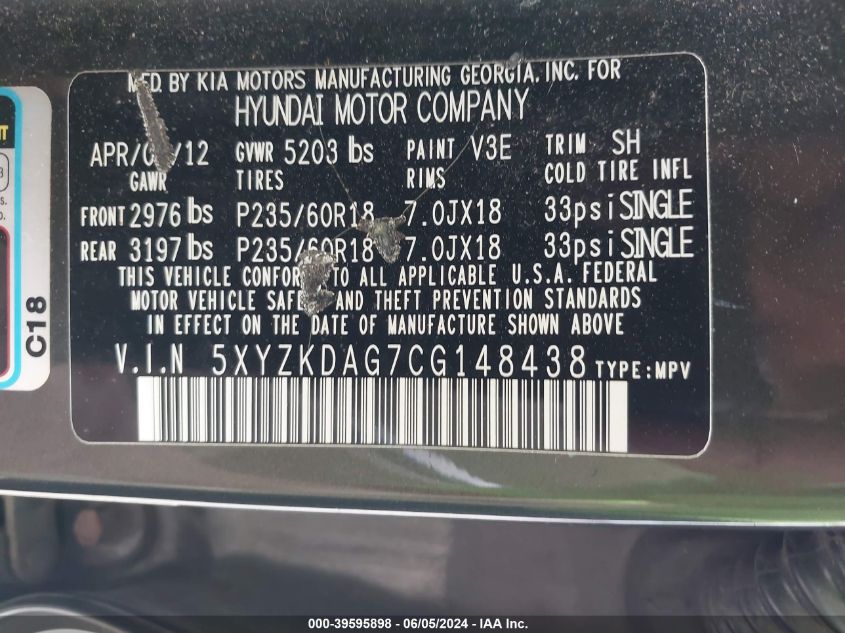 MFD. BY KIA MOTORS MANUFACTURING GEORGIA, INC. FOR
HYUNDAI MOTOR COMPANY
APR/ /12 GVWR 5203 lbs PAINT V3E TRIM SH
GAWR TIRES RIMS COLD TIRE INFL
FRONT 2976 lbs P235/60R18 7.0JX18 33psi SINGLE
REAR 3197 lbs P235/60R18 7.0JX18 33psi SINGLE
THIS VEHICLE CONFOR TO ALL APPLICABLE U.S.A. FEDERAL
MOTOR VEHICLE SAFE AND THEFT PREVENTION STANDARDS
IN EFFECT ON THE DATE OF MANUFACTURE SHOWN ABOVE
V.I.N 5XYZKDAG7CG148438 TYPE:MPV
C18
000-39595898 - 06/05/2024 - IAA Inc.